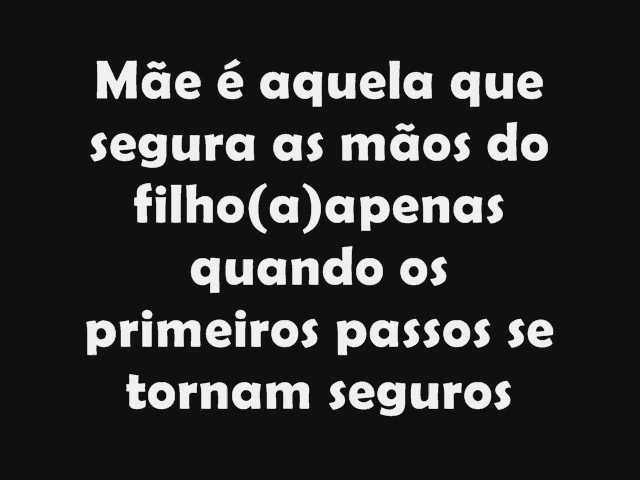 Mãe é aquela que
segura as mãos do
filho(a)apenas
quando os
primeiros passos se
tornam seguros